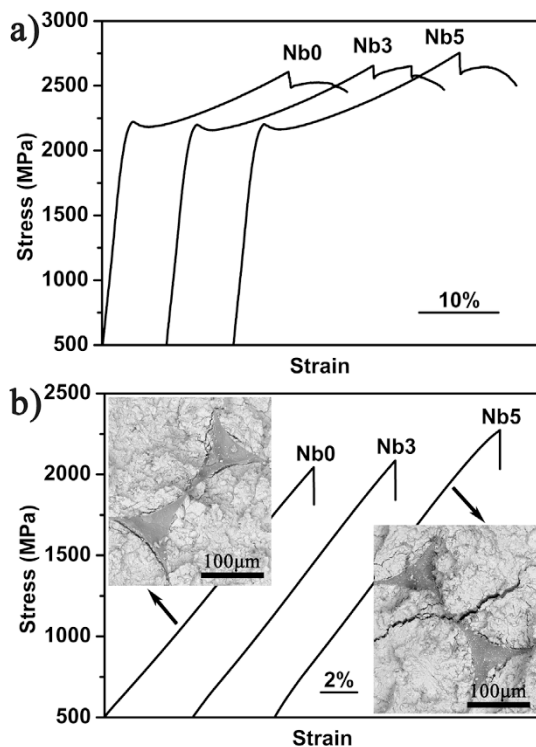 a)
3000
2500
2000
1500
1000
500
Stress (MPa)
Nb0 Nb3 Nb5
10%
Strain
b)
2500
2000
1500
1000
500
Stress (MPa)
Nb0 Nb3 Nb5
100μm
100μm
2%
Strain